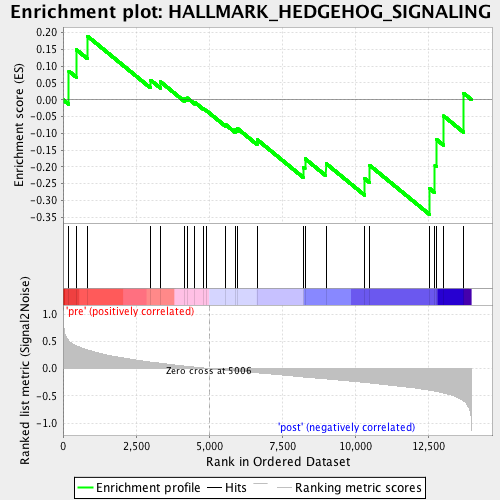 Enrichment plot: HALLMARK_HEDGEHOG_SIGNALING
Enrichment score (ES)
0.20
0.15
0.10
0.05
0.00
-0.05
-0.10
-0.15
-0.20
-0.25
-0.30
-0.35
Ranked list metric (Signal2Noise)
'pre' (positively correlated)
1.0
0.5
0.0
-0.5
-1.0
Zero cross at 5006
'post' (negatively correlated)
0 2,500 5,000 7,500 10,000 12,500
Rank in Ordered Dataset
Enrichment profile Hits Ranking metric scores